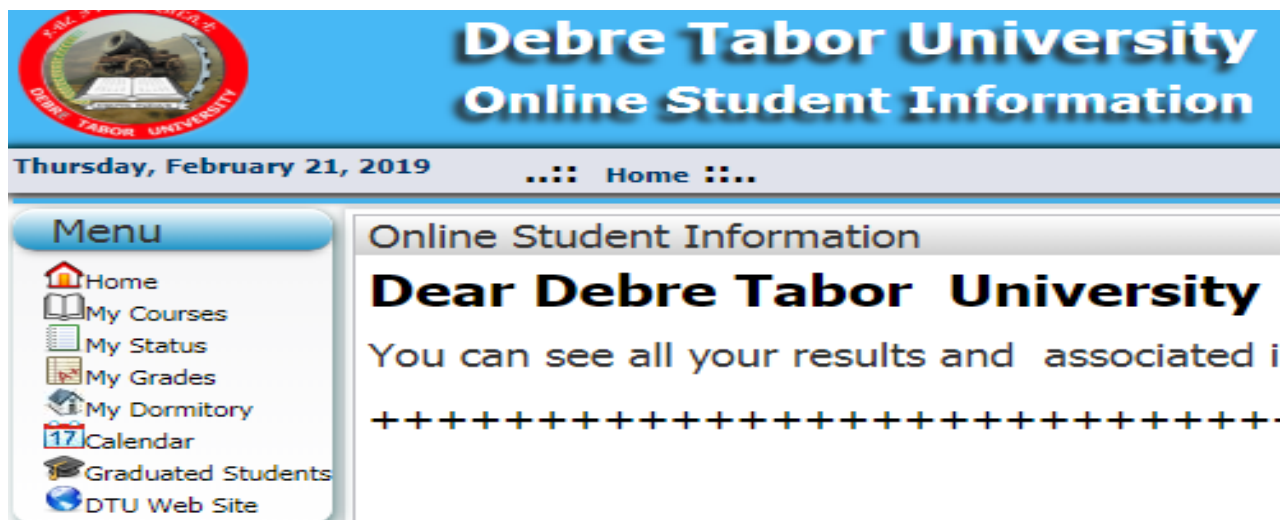 DEBRE TABOR UNIVERSITY
Debre Tabor University
Online Student Information
Thursday, February 21, 2019 ..:: Home ::..
Menu
Home
My Courses
My Status
My Grades
My Dormitory
Calendar
Graduated Students
DTU Web Site
Online Student Information
Dear Debre Tabor University
You can see all your results and associated i
++++++++++++++++++++++++++++
17